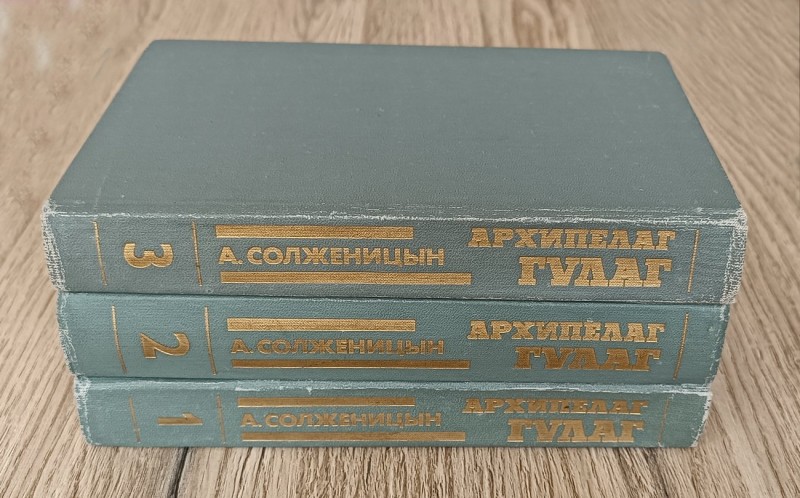 3
А. СОЛЖЕНИЦЫН
АРХИПЕЛАГ
ГУЛАГ
2
А. СОЛЖЕНИЦЫН
АРХИПЕЛАГ
ГУЛАГ
1
А. СОЛЖЕНИЦЫН
АРХИПЕЛАГ
ГУЛАГ